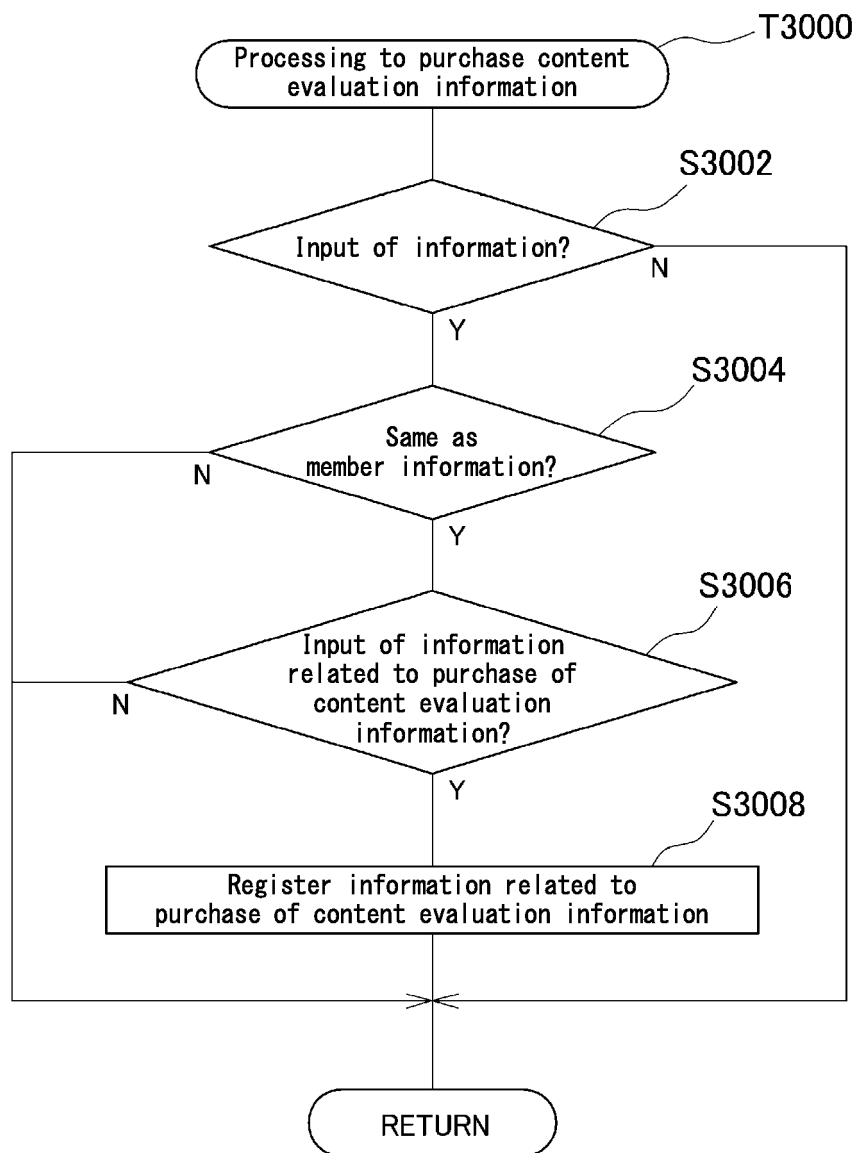 T3000
Processing to purchase content
evaluation information
S3002
Input of information?
N
Y
S3004
Same as
member information?
N
Y
S3006
Input of information
related to purchase of
content evaluation
information?
N
Y
S3008
Register information related to
purchase of content evaluation information
RETURN